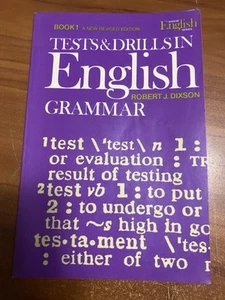 BOOK 1 A NEW REVISED EDITION
English
TESTS & DRILLS IN
English
GRAMMAR
ROBERT J. DIXSON
¹test \'test\ n 1 :
or evaluation : TR
result of testing
²test vb 1 : to put
2 : to undergo or
that ~s high in go
tes·ta·ment \'tes-
: either of two